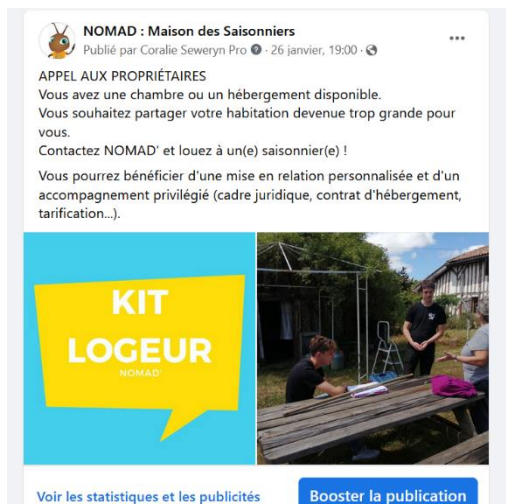 NOMAD : Maison des Saisonniers
Publié par Coralie Seweryn Pro · 26 janvier, 19:00 ·
APPEL AUX PROPRIÉTAIRES
Vous avez une chambre ou un hébergement disponible.
Vous souhaitez partager votre habitation devenue trop grande pour
vous.
Contactez NOMAD' et louez à un(e) saisonnier(e) !
Vous pourrez bénéficier d'une mise en relation personnalisée et d'un
accompagnement privilégié (cadre juridique, contrat d'hébergement,
tarification...).
KIT
LOGEUR
NOMAD'
Voir les statistiques et les publicités
Booster la publication